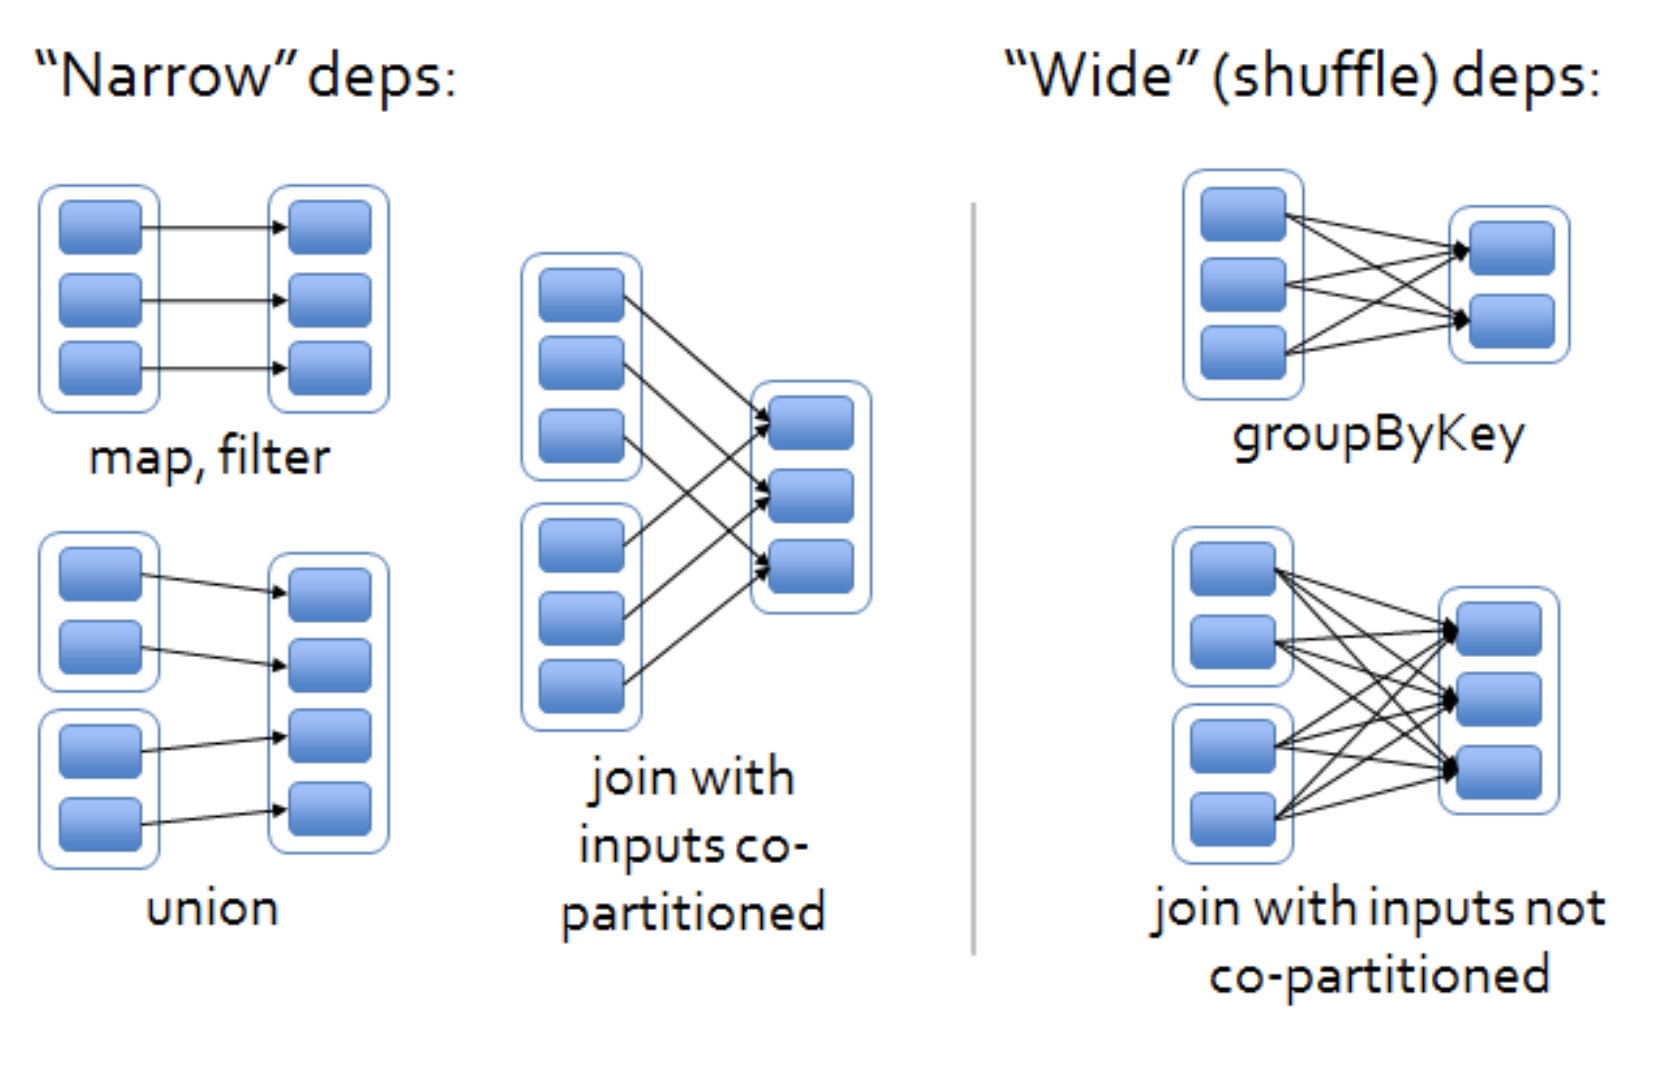 “Narrow” deps:
“Wide” (shuffle) deps:
map, filter
union
join with
inputs co-
partitioned
groupByKey
join with inputs not
co-partitioned